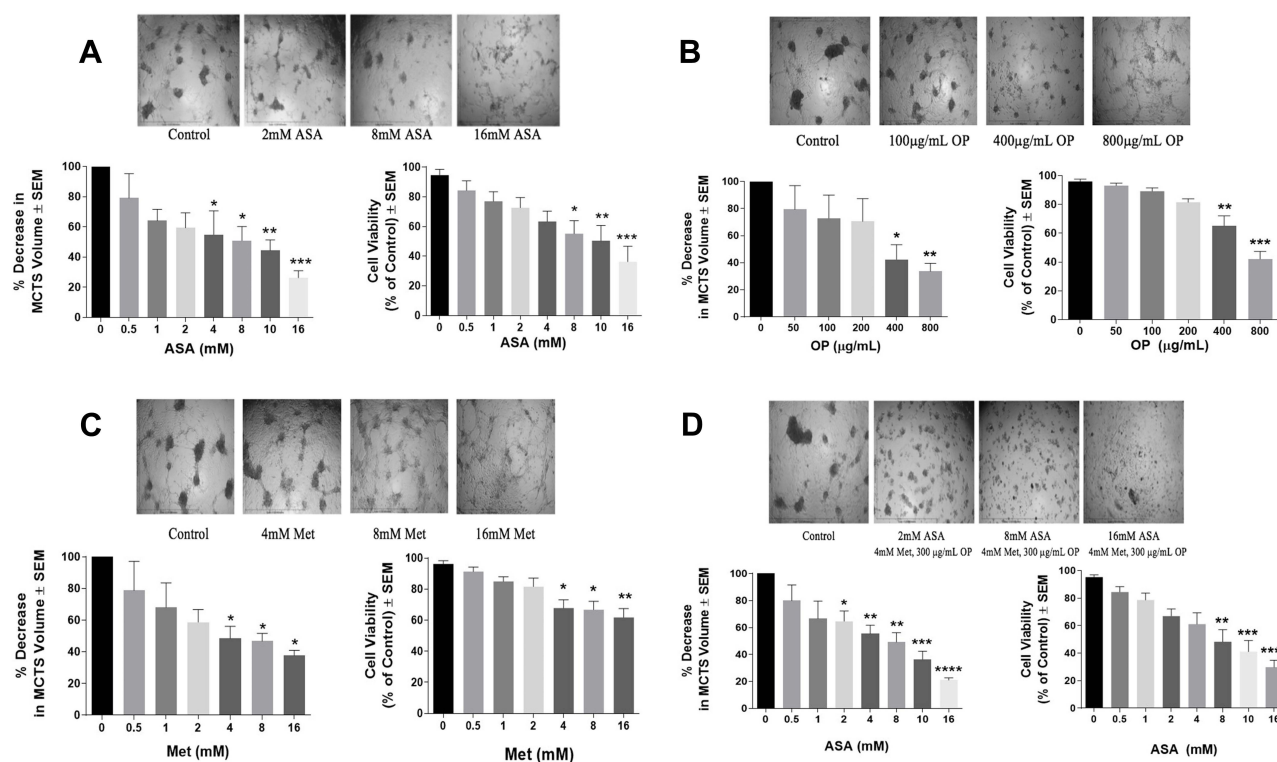 A
Control
2mM ASA
8mM ASA
16mM ASA
% Decrease in
MCTS Volume ± SEM
100
80
60
40
20
0
*
*
**
***
0 0.5 1 2 4 8 10 16
ASA (mM)
Cell Viability
(% of Control) ± SEM
100
80
60
40
20
0
*
**
***
0 0.5 1 2 4 8 10 16
ASA (mM)
B
Control
100µg/mL OP
400µg/mL OP
800µg/mL OP
% Decrease
in MCTS Volume ± SEM
100
80
60
40
20
0
*
**
0 50 100 200 400 800
OP (µg/mL)
Cell Viability
(% of Control) ± SEM
100
80
60
40
20
0
**
***
0 50 100 200 400 800
OP (µg/mL)
C
Control
4mM Met
8mM Met
16mM Met
% Decrease
in MCTS Volume ± SEM
100
80
60
40
20
0
*
*
*
0 0.5 1 2 4 8 16
Met (mM)
Cell Viability
(% of Control) ± SEM
100
80
60
40
20
0
*
*
**
0 0.5 1 2 4 8 16
Met (mM)
D
Control
2mM ASA
4mM Met, 300 µg/mL OP
8mM ASA
4mM Met, 300 µg/mL OP
16mM ASA
4mM Met, 300 µg/mL OP
% Decrease
in MCTS Volume ± SEM
100
80
60
40
20
0
*
**
**
***
****
0 0.5 1 2 4 8 10 16
ASA (mM)
Cell Viability
(% of Control) ± SEM
100
80
60
40
20
0
**
***
***
0 0.5 1 2 4 8 10 16
ASA (mM)